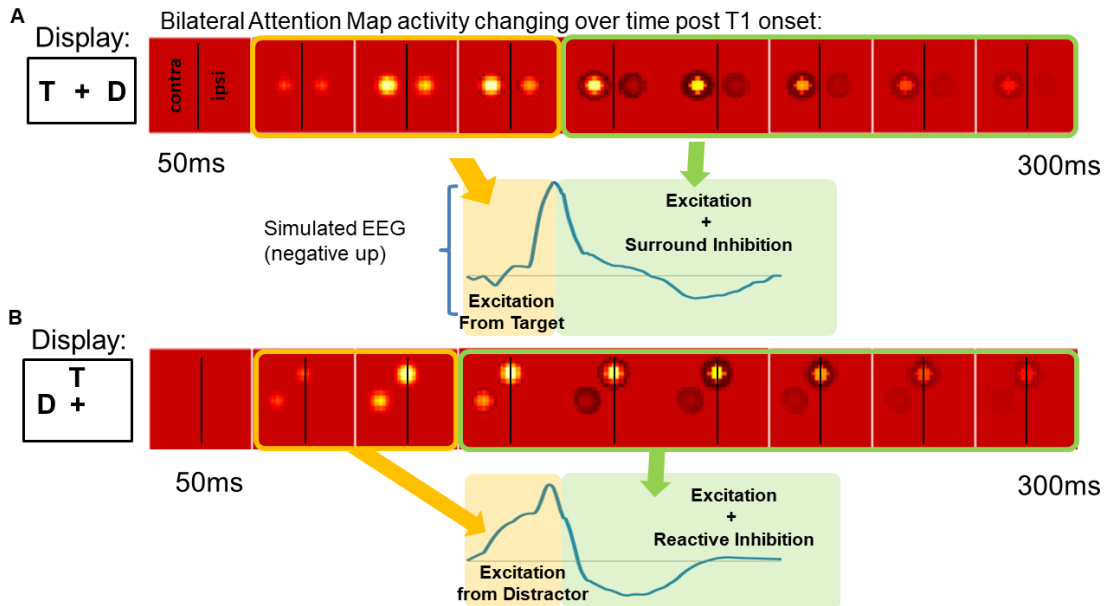 A
Bilateral Attention Map activity changing over time post T1 onset:
Display:
T + D
contra
ipsi
50ms
300ms
Simulated EEG
(negative up)
Excitation
From Target
Excitation
+
Surround Inhibition
B
Display:
T
D +
50ms
300ms
Excitation
from Distractor
Excitation
+
Reactive Inhibition